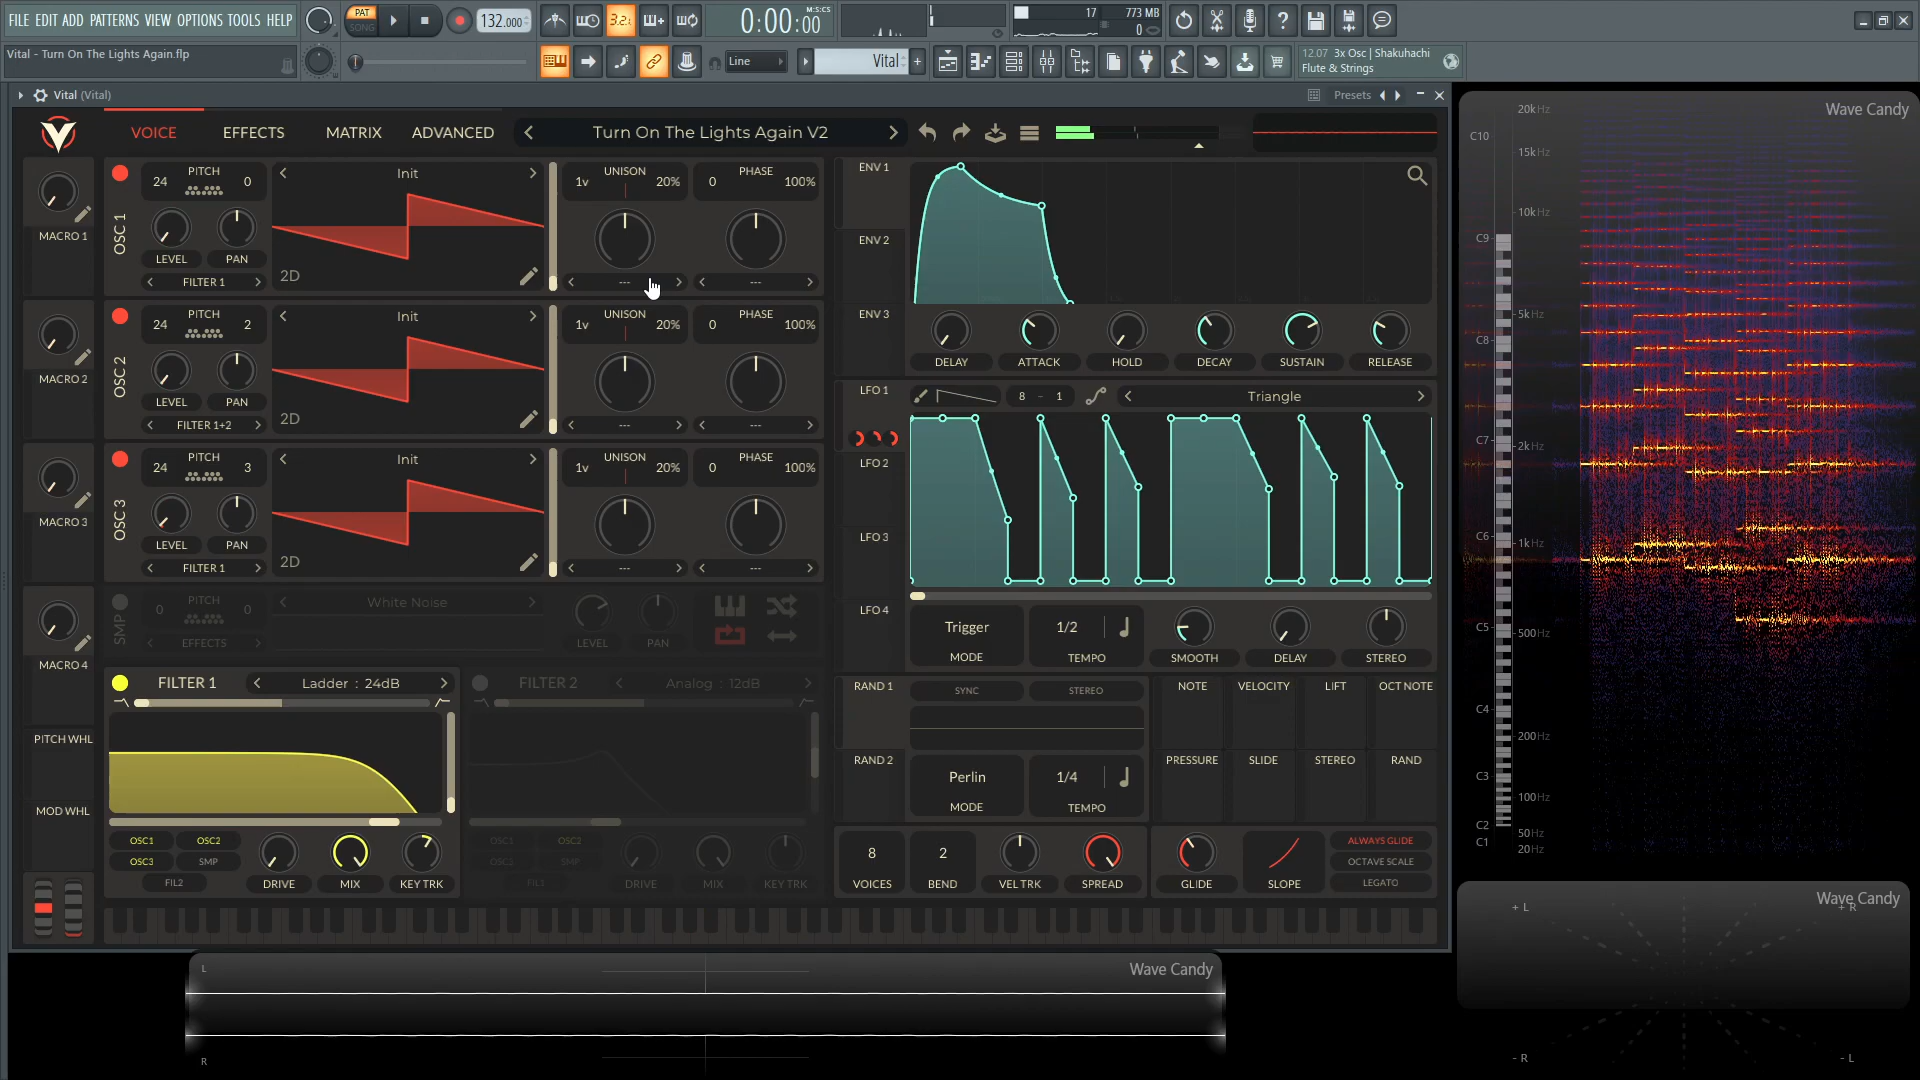 FILE EDIT ADD PATTERNS VIEW OPTIONS TOOLS HELP
PAT
SONG
132.000
3.2.
0:00:00
M:S:CS
17
773 MB
0
Vital - Turn On The Lights Again.flp
Line
Vital
12.07 3x Osc | Shakuhachi
Flute & Strings
Vital (Vital)
Presets
VOICE
EFFECTS
MATRIX
ADVANCED
Turn On The Lights Again V2
MACRO 1
MACRO 2
MACRO 3
MACRO 4
PITCH WHL
MOD WHL
OSC 1
24 PITCH 0
LEVEL PAN
FILTER 1
Init
2D
UNISON
1v 20%
PHASE
0 100%
---
---
OSC 2
24 PITCH 2
LEVEL PAN
FILTER 1+2
Init
2D
UNISON
1v 20%
PHASE
0 100%
---
---
OSC 3
24 PITCH 3
LEVEL PAN
FILTER 1
Init
2D
UNISON
1v 20%
PHASE
0 100%
---
---
SMP
0 PITCH 0
EFFECTS
White Noise
LEVEL PAN
FILTER 1
Ladder : 24dB
OSC1 OSC2
OSC3 SMP
FIL2
DRIVE MIX KEY TRK
FILTER 2
Analog : 12dB
OSC1 OSC2
OSC3 SMP
FIL1
DRIVE MIX KEY TRK
ENV 1
ENV 2
ENV 3
DELAY ATTACK HOLD DECAY SUSTAIN RELEASE
LFO 1
LFO 2
LFO 3
LFO 4
8 - 1
Triangle
Trigger
MODE
1/2
TEMPO
SMOOTH DELAY STEREO
RAND 1
RAND 2
SYNC STEREO
Perlin
MODE
1/4
TEMPO
NOTE VELOCITY LIFT OCT NOTE
PRESSURE SLIDE STEREO RAND
8
VOICES
2
BEND
VEL TRK
SPREAD
GLIDE
SLOPE
ALWAYS GLIDE
OCTAVE SCALE
LEGATO
Wave Candy
20kHz
C10
15kHz
10kHz
C9
5kHz
C8
C7
2kHz
C6
1kHz
C5
500Hz
C4
200Hz
C3
100Hz
C2
50Hz
C1
20Hz
Wave Candy
+ L
+ R
- R
- L
L
Wave Candy
R